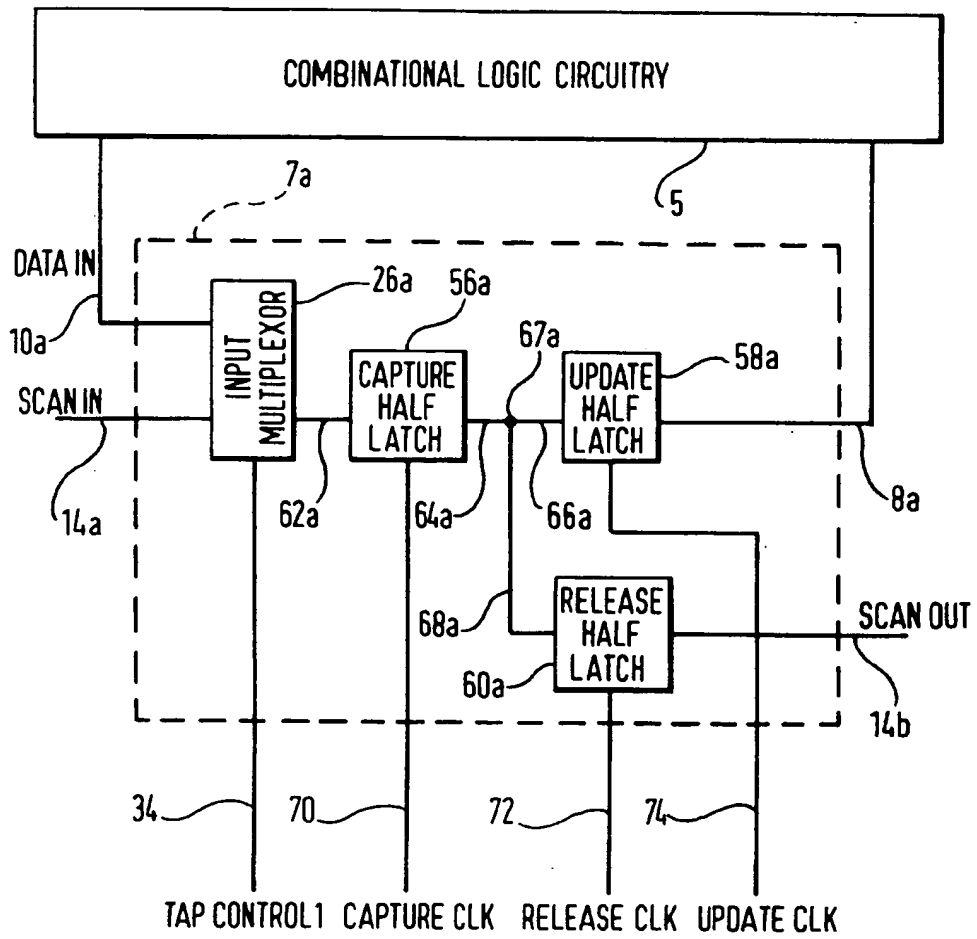 COMBINATIONAL LOGIC CIRCUITRY
7a
5
DATA IN
10a
26a
56a
67a
58a
INPUT
MULTIPLEXOR
CAPTURE
HALF
LATCH
UPDATE
HALF
LATCH
SCAN IN
14a
62a
64a
66a
8a
68a
RELEASE
HALF
LATCH
60a
SCAN OUT
14b
34
70
72
74
TAP CONTROL1
CAPTURE CLK
RELEASE CLK
UPDATE CLK